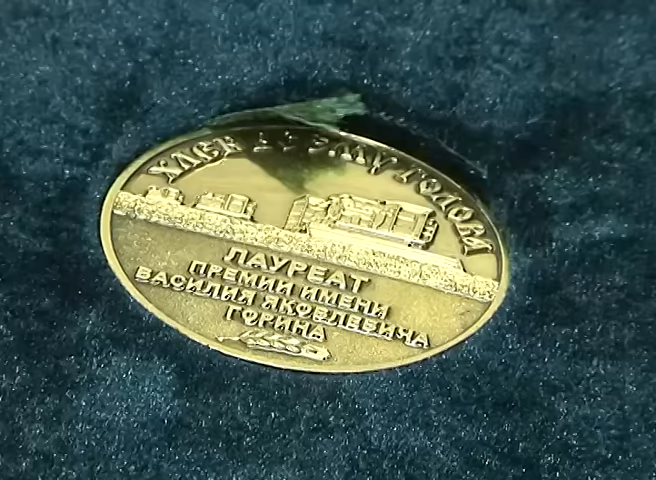 ХЛЕБ ВСЕМУ ГОЛОВА
ЛАУРЕАТ
ПРЕМИИ ИМЕНИ
ВАСИЛИЯ ЯКОВЛЕВИЧА
ГОРИНА